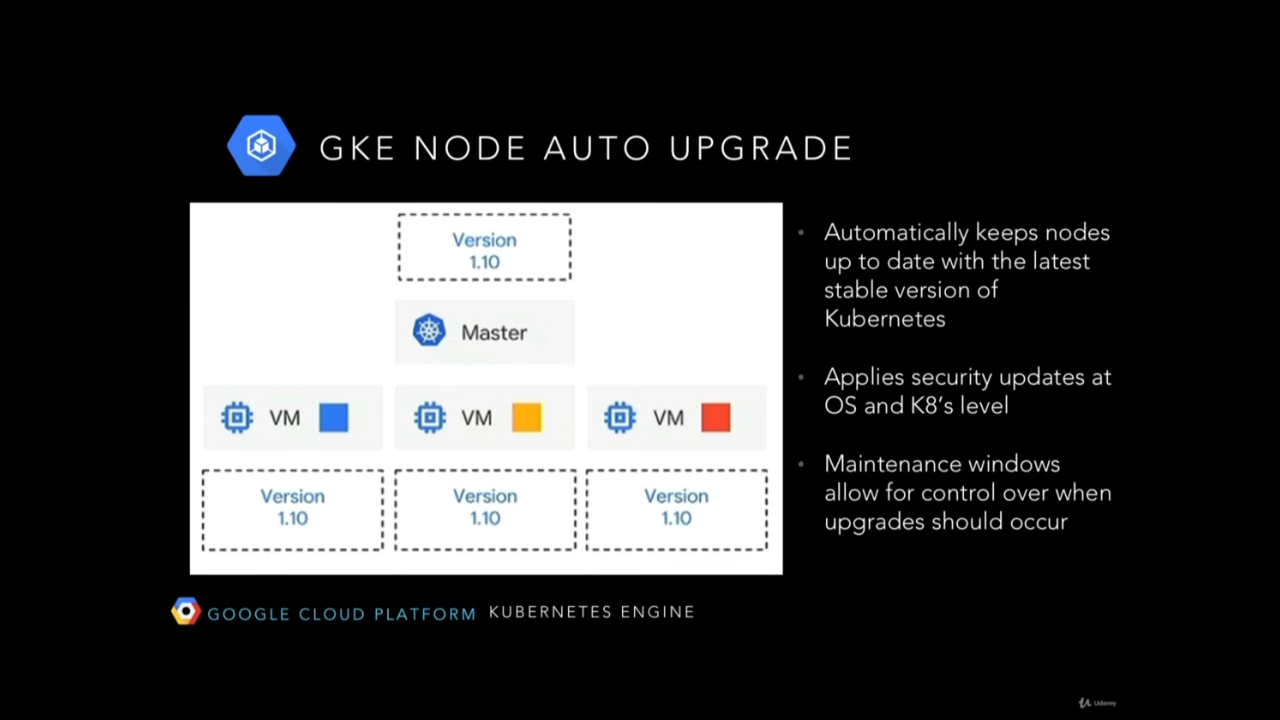 GKE NODE AUTO UPGRADE
Version
1.10
Master
VM
VM
VM
Version
1.10
Version
1.10
Version
1.10
Automatically keeps nodes
up to date with the latest
stable version of
Kubernetes
Applies security updates at
OS and K8's level
Maintenance windows
allow for control over when
upgrades should occur
GOOGLE CLOUD PLATFORM KUBERNETES ENGINE
Udemy